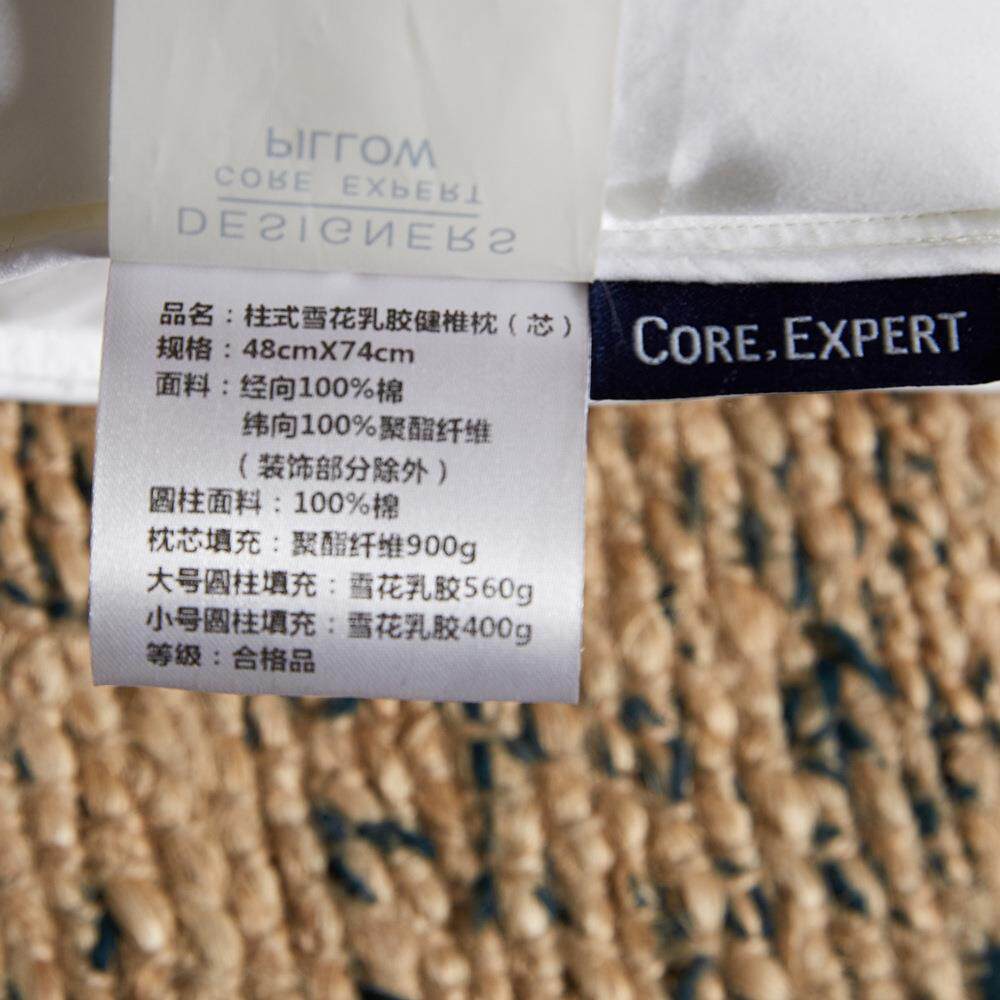 PILLOW
CORE EXPERT
DESIGNERS
品名：柱式雪花乳胶健椎枕（芯）
规格：48cmX74cm
面料：经向100%棉
纬向100%聚酯纤维
（装饰部分除外）
圆柱面料：100%棉
枕芯填充：聚酯纤维900g
大号圆柱填充：雪花乳胶560g
小号圆柱填充：雪花乳胶400g
等级：合格品
CORE, EXPERT